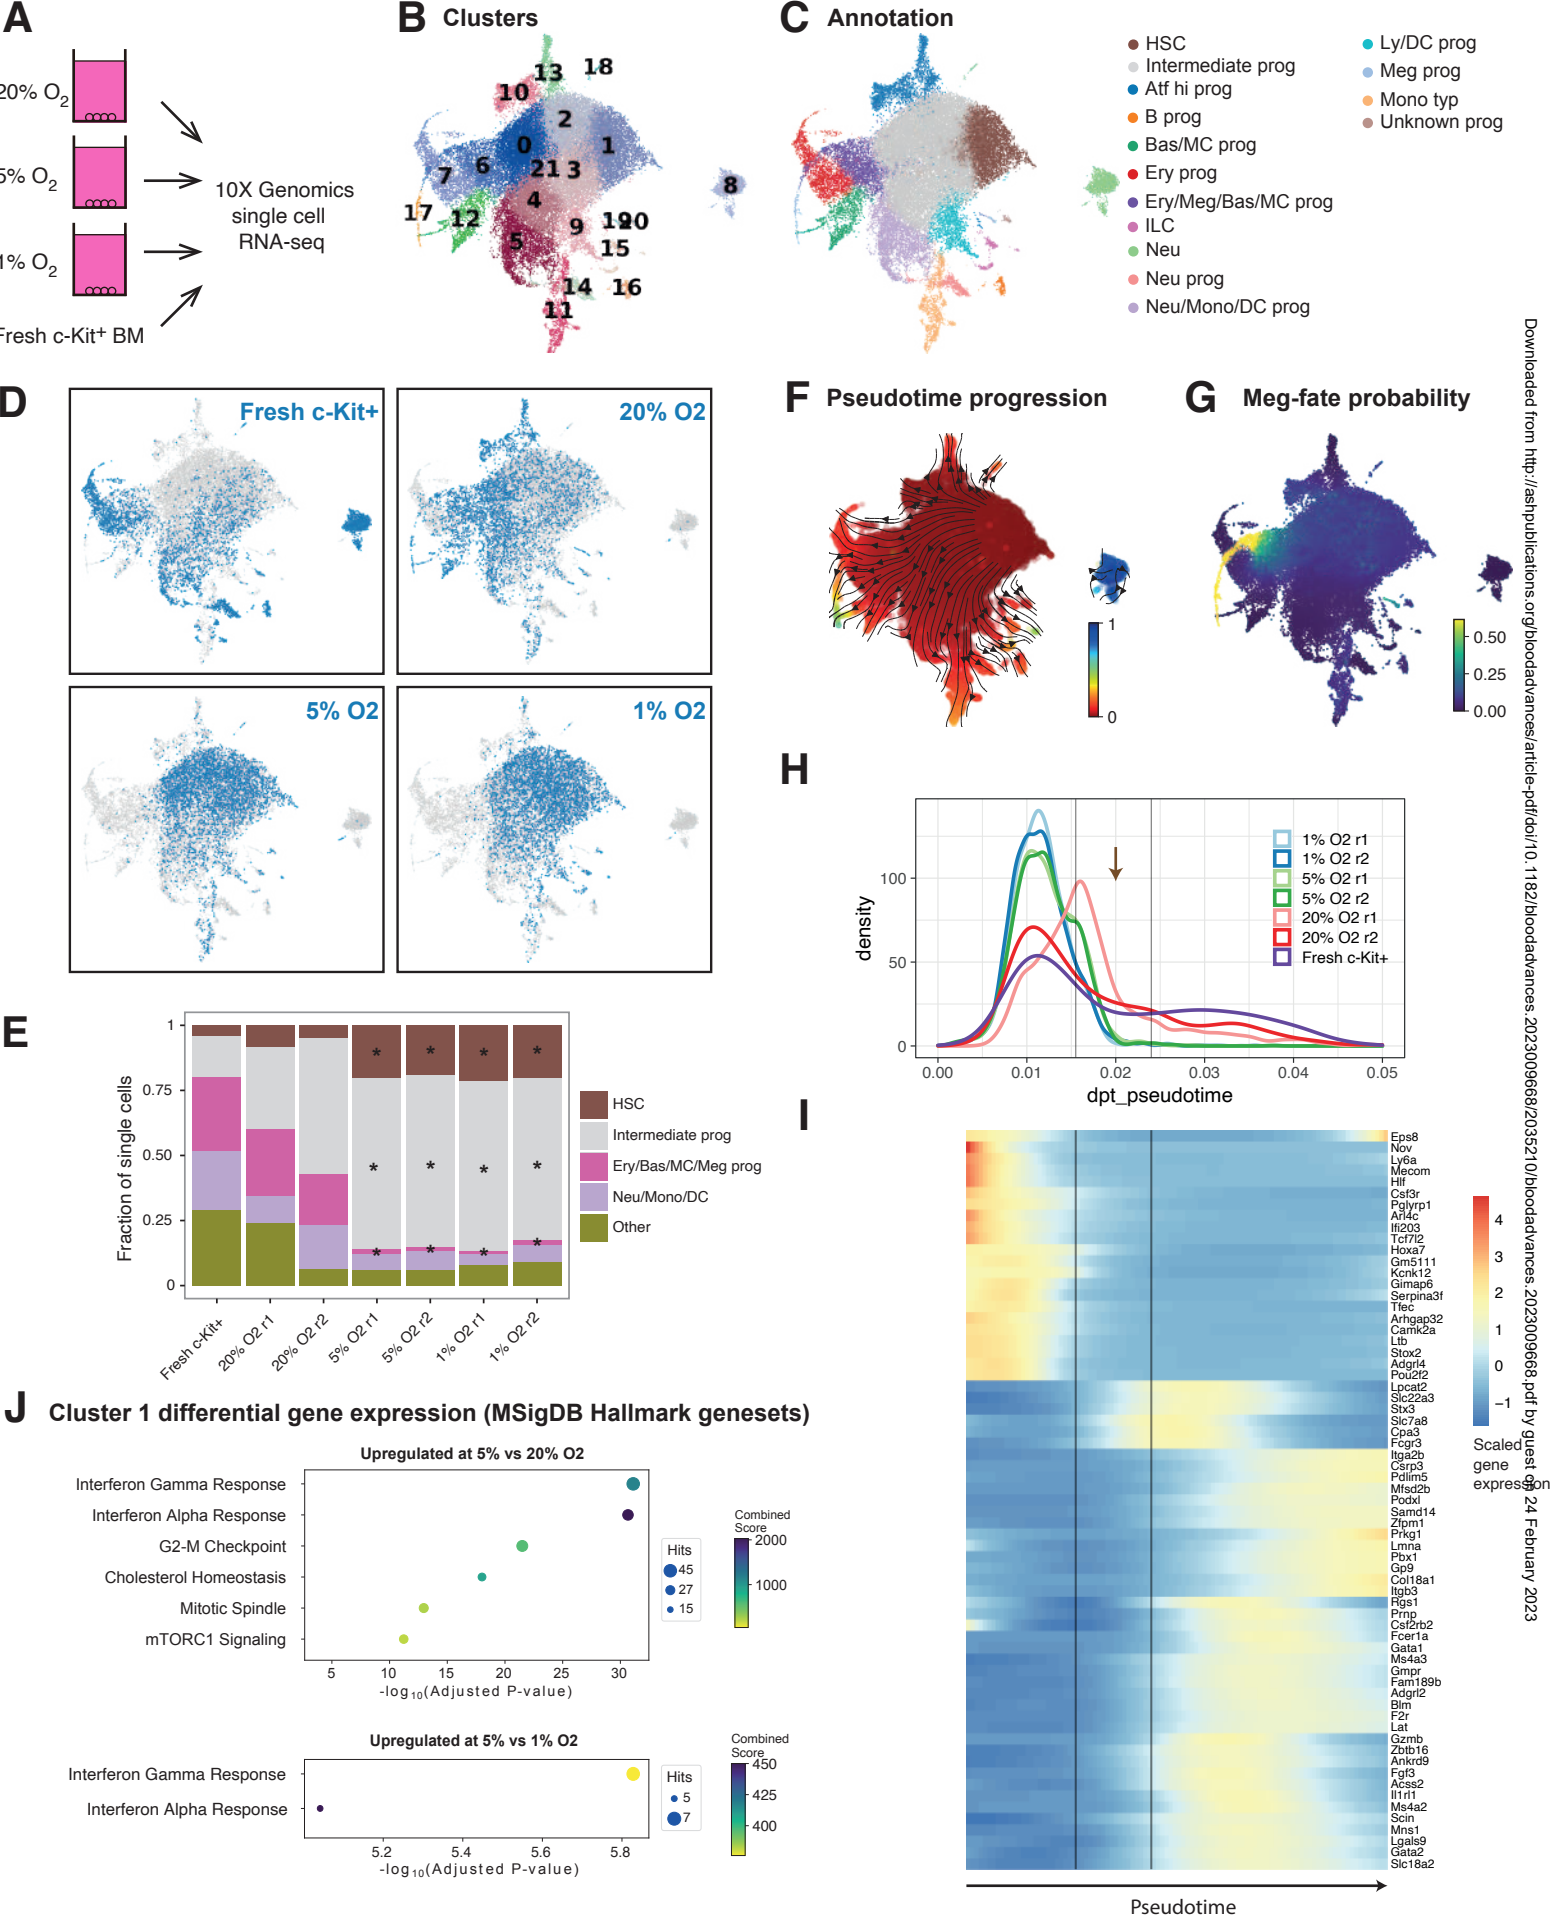 A
20% O2
5% O2
1% O2
Fresh c-Kit+ BM
10X Genomics
single cell
RNA-seq
B Clusters
13
18
10
2
0
1
6
21
3
7
8
4
17
12
9
19
20
5
15
14
16
11
C Annotation
HSC
Intermediate prog
Atf hi prog
B prog
Bas/MC prog
Ery prog
Ery/Meg/Bas/MC prog
ILC
Neu
Neu prog
Neu/Mono/DC prog
Ly/DC prog
Meg prog
Mono typ
Unknown prog
D
Fresh c-Kit+
20% O2
5% O2
1% O2
E
Fraction of single cells
1
0.75
0.50
0.25
0
* * * *
* * * *
* * * *
Fresh c-Kit+
20% O2 r1
20% O2 r2
5% O2 r1
5% O2 r2
1% O2 r1
1% O2 r2
HSC
Intermediate prog
Ery/Bas/MC/Meg prog
Neu/Mono/DC
Other
F Pseudotime progression
1
0
G Meg-fate probability
0.50
0.25
0.00
H
density
100
50
0
0.00 0.01 0.02 0.03 0.04 0.05
dpt_pseudotime
1% O2 r1
1% O2 r2
5% O2 r1
5% O2 r2
20% O2 r1
20% O2 r2
Fresh c-Kit+
I
Eps8
Nov
Ly6a
Mecom
Hlf
Csf3r
Pglyrp1
Arl4c
Ifi203
Tcf7l2
Hoxa7
Gm5111
Kcnk12
Gimap6
Serpina3f
Tfec
Arhgap32
Camk2a
Ltb
Stox2
Adgrl4
Pou2f2
Lpcat2
Slc22a3
Stx3
Slc7a8
Cpa3
Fcgr3
Itga2b
Csrp3
Pdlim5
Mfsd2b
Podxl
Samd14
Zfpm1
Prkg1
Lmna
Pbx1
Gp9
Col18a1
Itgb3
Rgs1
Prnp
Csf2rb2
Fcer1a
Gata1
Ms4a3
Gmpr
Fam189b
Adgrl2
Blm
F2r
Lat
Gzmb
Zbtb16
Ankrd9
Fgf3
Acss2
Il1rl1
Ms4a2
Scin
Mns1
Lgals9
Gata2
Slc18a2
Pseudotime
4
3
2
1
0
−1
Scaled
gene
expression
J Cluster 1 differential gene expression (MSigDB Hallmark genesets)
Upregulated at 5% vs 20% O2
Interferon Gamma Response
Interferon Alpha Response
G2-M Checkpoint
Cholesterol Homeostasis
Mitotic Spindle
mTORC1 Signaling
5 10 15 20 25 30
-log10(Adjusted P-value)
Hits
45
27
15
Combined
Score
2000
1000
Upregulated at 5% vs 1% O2
Interferon Gamma Response
Interferon Alpha Response
5.2 5.4 5.6 5.8
-log10(Adjusted P-value)
Hits
5
7
Combined
Score
450
425
400
Downloaded from http://ashpublications.org/bloodadvances/article-pdf/doi/10.1182/bloodadvances.2023009668/2035210/bloodadvances.2023009668.pdf by guest on 24 February 2023